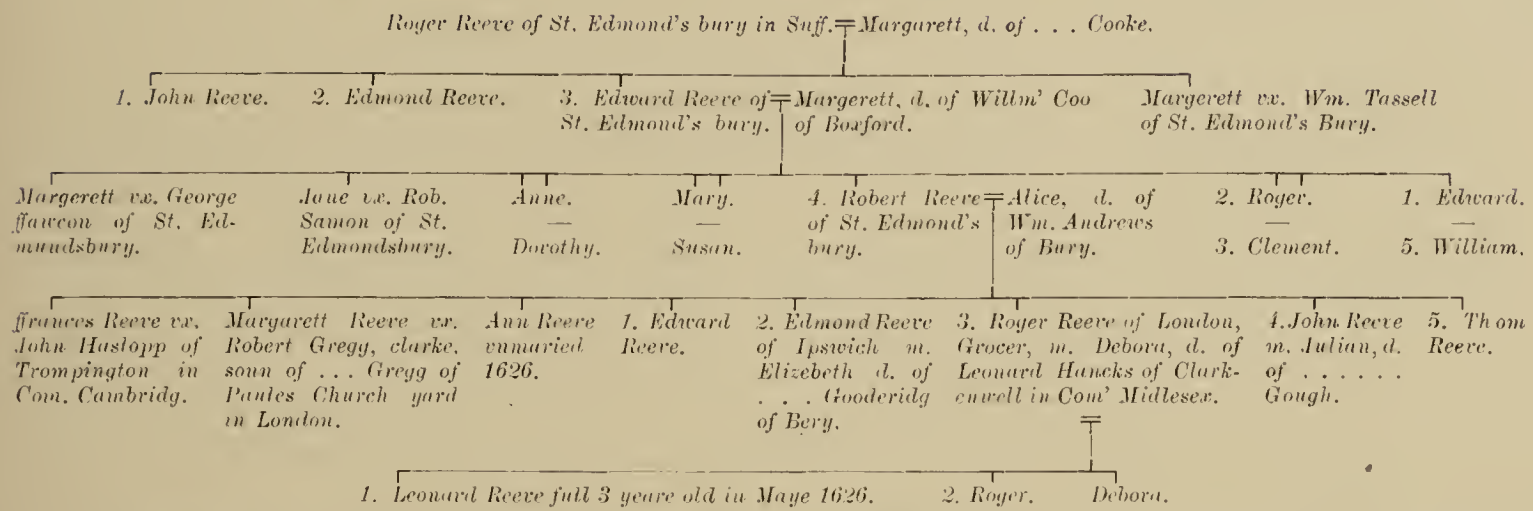 Roger Reeve of St. Edmond's bury in Suff. = Margarett, d. of . . . Cooke.
1. John Reeve.
2. Edmond Reeve.
3. Edward Reeve of
St. Edmond's bury.
= Margerett, d. of Willm' Coo
of Boxford.
Margerett vx. Wm. Tassell
of St. Edmond's Bury.
Margerett vx. George
ffawcon of St. Ed-
mundsbury.
Jane vx. Rob.
Samon of St.
Edmondsbury.
Anne.
—
Dorothy.
Mary.
—
Susan.
4. Robert Reeve
of St. Edmond's
bury.
= Alice, d. of
Wm. Andrews
of Bury.
2. Roger.
—
3. Clement.
1. Edward.
—
5. William.
ffrances Reeve vx.
John Haslopp of
Trompington in
Com. Cambridg.
Margarett Reeve vx.
Robert Gregg, clarke,
sonn of ... Gregg of
Paules Church yard
in London.
Ann Reeve
vnmaried
1626.
1. Edward
Reeve.
2. Edmond Reeve
of Ipswich m.
Elizebeth d. of
. . . Gooderidg
of Bery.
3. Roger Reeve of London,
Grocer, m. Debora, d. of
Leonard Hancks of Clark-
enwell in Com' Midlesex.
=
4. John Reeve
m. Julian, d.
of . . . . . .
Gough.
5. Thom
Reeve.
1. Leonard Reeve full 3 yeare old in Maye 1626.
2. Roger.
Debora.